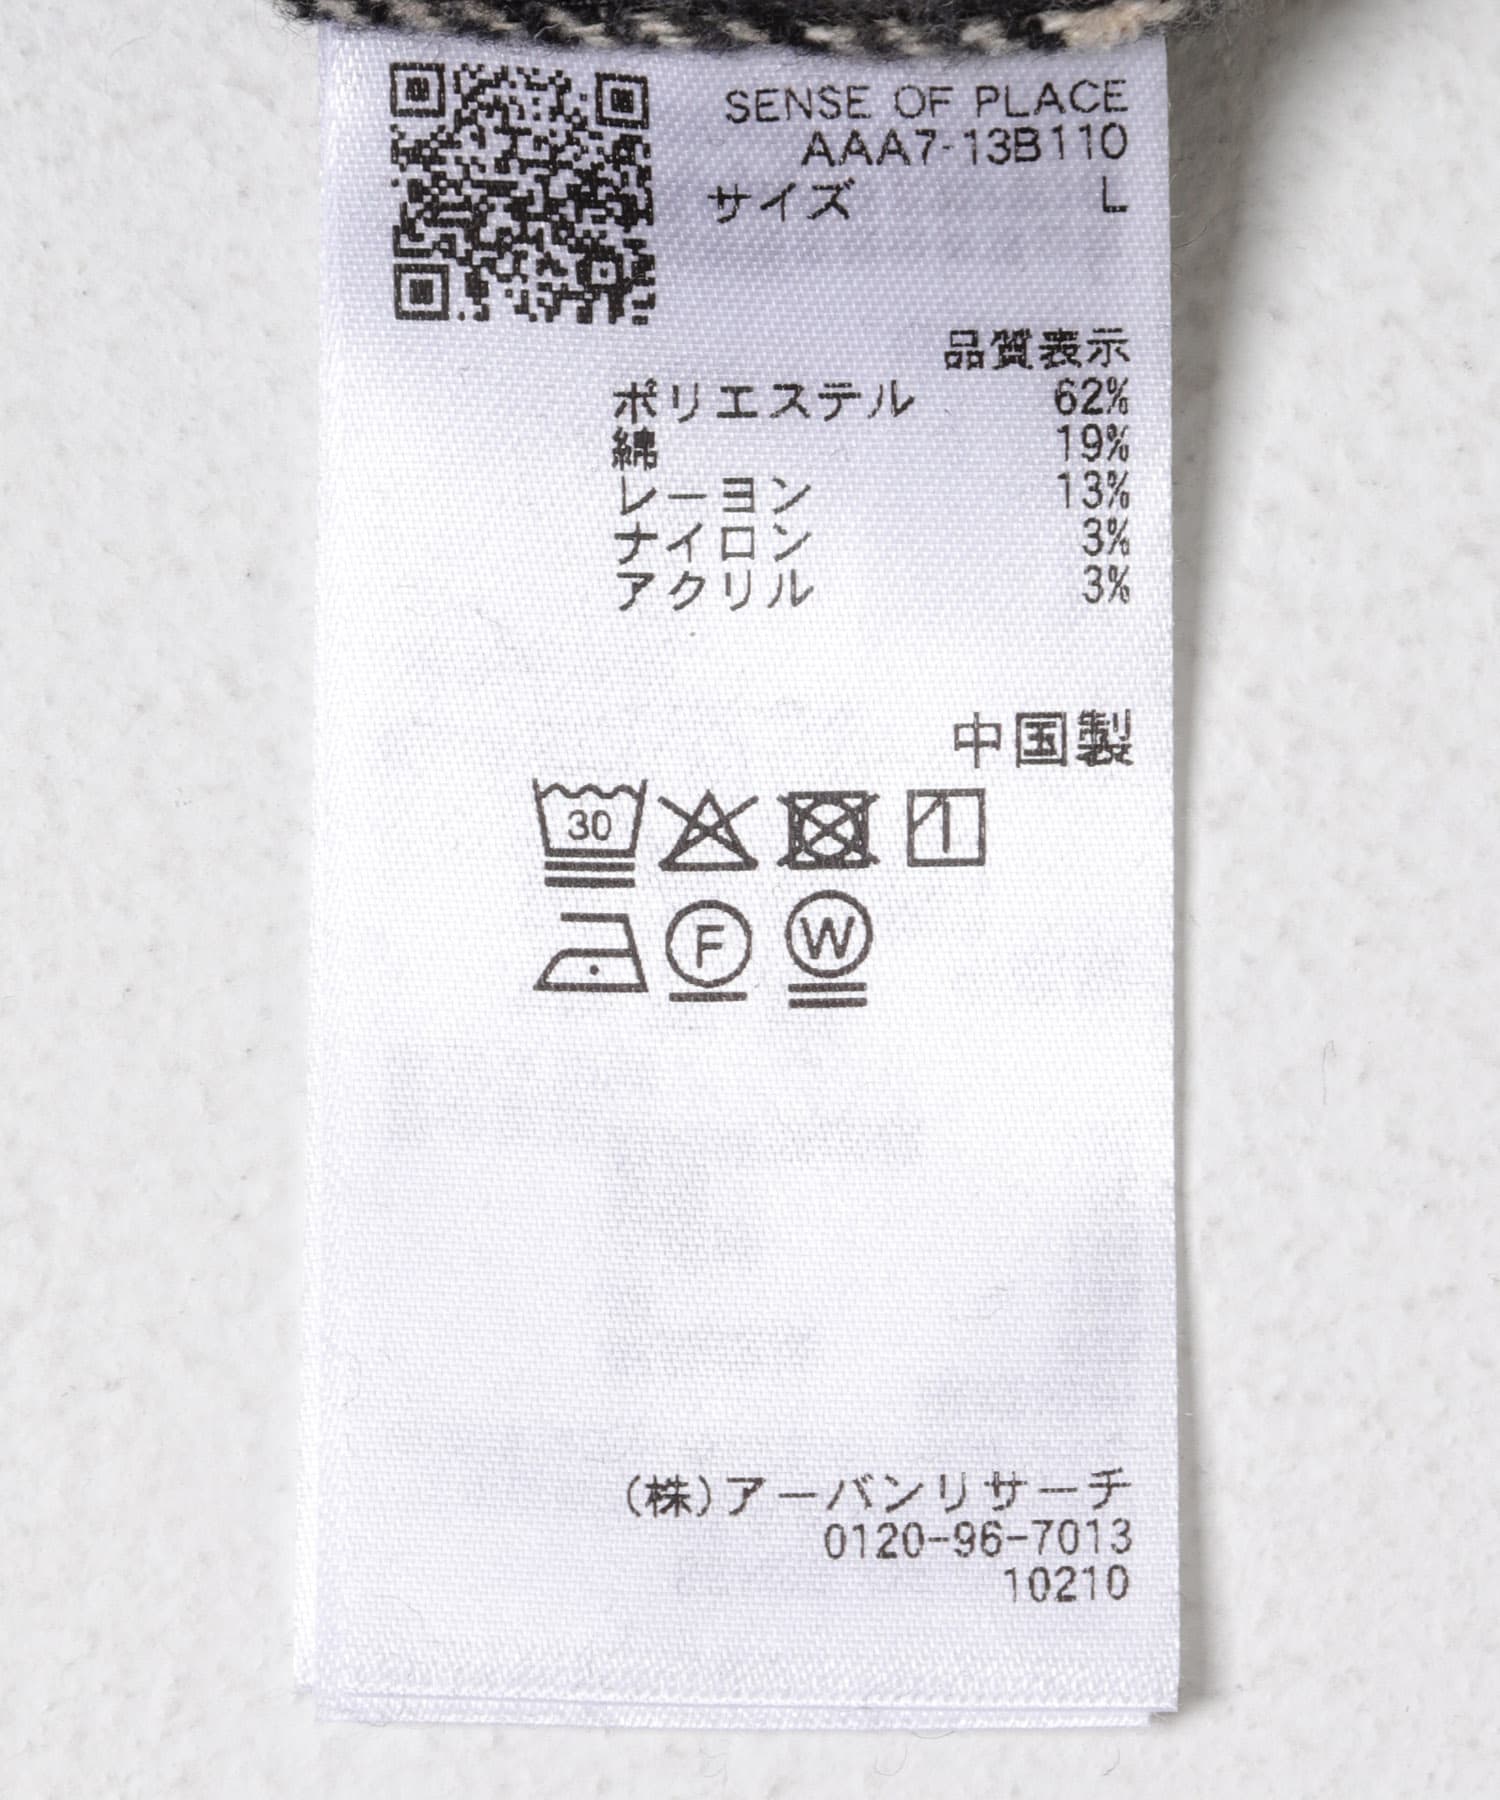 SENSE OF PLACE
AAA7-13B110
サイズ L
品質表示
ポリエステル 62%
綿 19%
レーヨン 13%
ナイロン 3%
アクリル 3%
中国製
30
F W
(株)アーバンリサーチ
0120-96-7013
10210